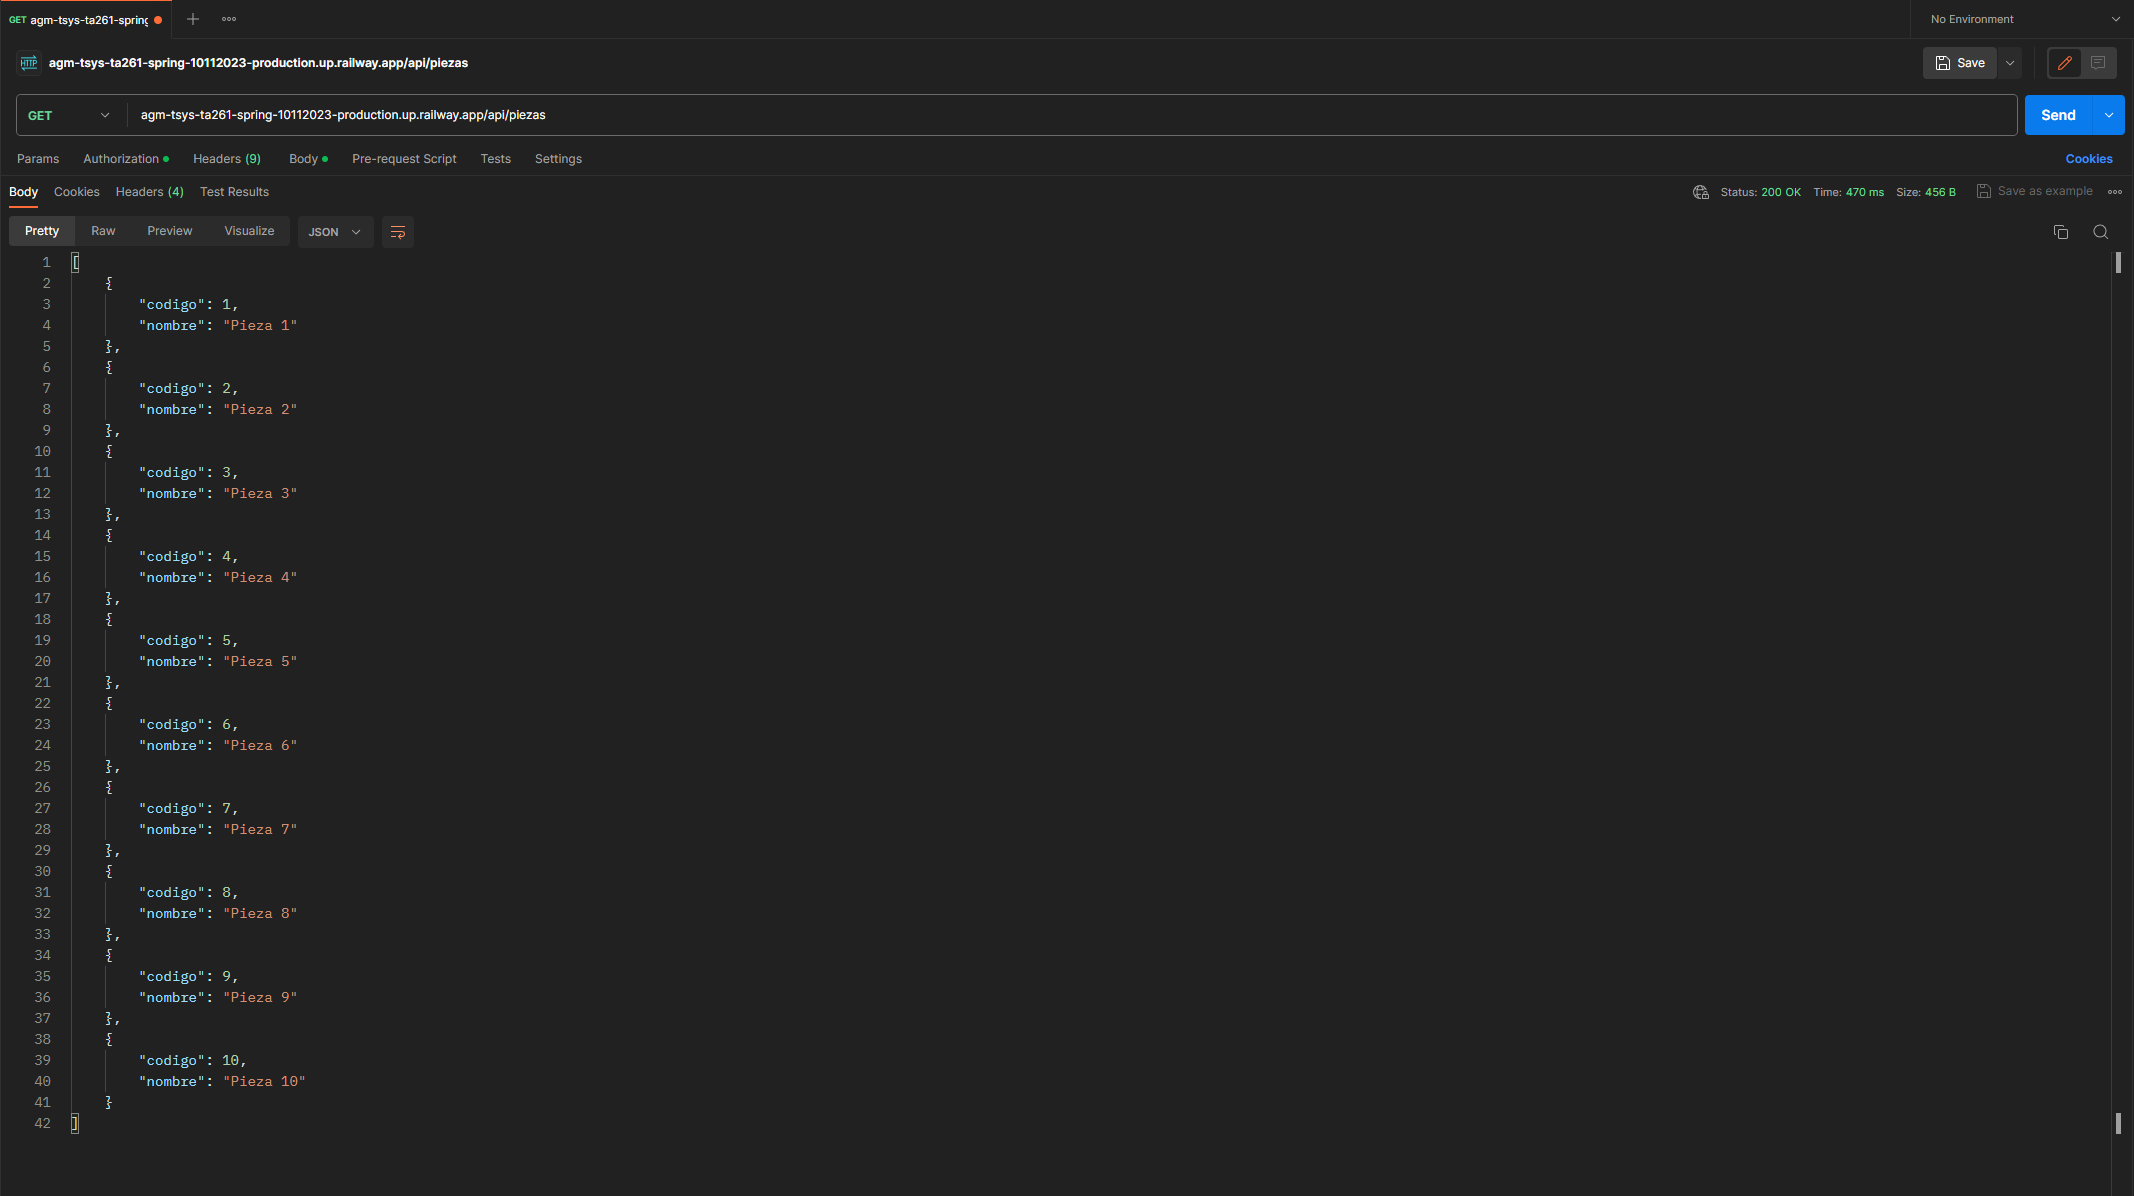 GET agm-tsys-ta261-spring
No Environment
HTTP agm-tsys-ta261-spring-10112023-production.up.railway.app/api/piezas
Save
GET agm-tsys-ta261-spring-10112023-production.up.railway.app/api/piezas
Send
Params Authorization Headers (9) Body Pre-request Script Tests Settings Cookies
Body Cookies Headers (4) Test Results Status: 200 OK Time: 470 ms Size: 456 B Save as example
Pretty Raw Preview Visualize JSON
1 [
2 {
3 "codigo": 1,
4 "nombre": "Pieza 1"
5 },
6 {
7 "codigo": 2,
8 "nombre": "Pieza 2"
9 },
10 {
11 "codigo": 3,
12 "nombre": "Pieza 3"
13 },
14 {
15 "codigo": 4,
16 "nombre": "Pieza 4"
17 },
18 {
19 "codigo": 5,
20 "nombre": "Pieza 5"
21 },
22 {
23 "codigo": 6,
24 "nombre": "Pieza 6"
25 },
26 {
27 "codigo": 7,
28 "nombre": "Pieza 7"
29 },
30 {
31 "codigo": 8,
32 "nombre": "Pieza 8"
33 },
34 {
35 "codigo": 9,
36 "nombre": "Pieza 9"
37 },
38 {
39 "codigo": 10,
40 "nombre": "Pieza 10"
41 }
42 ]